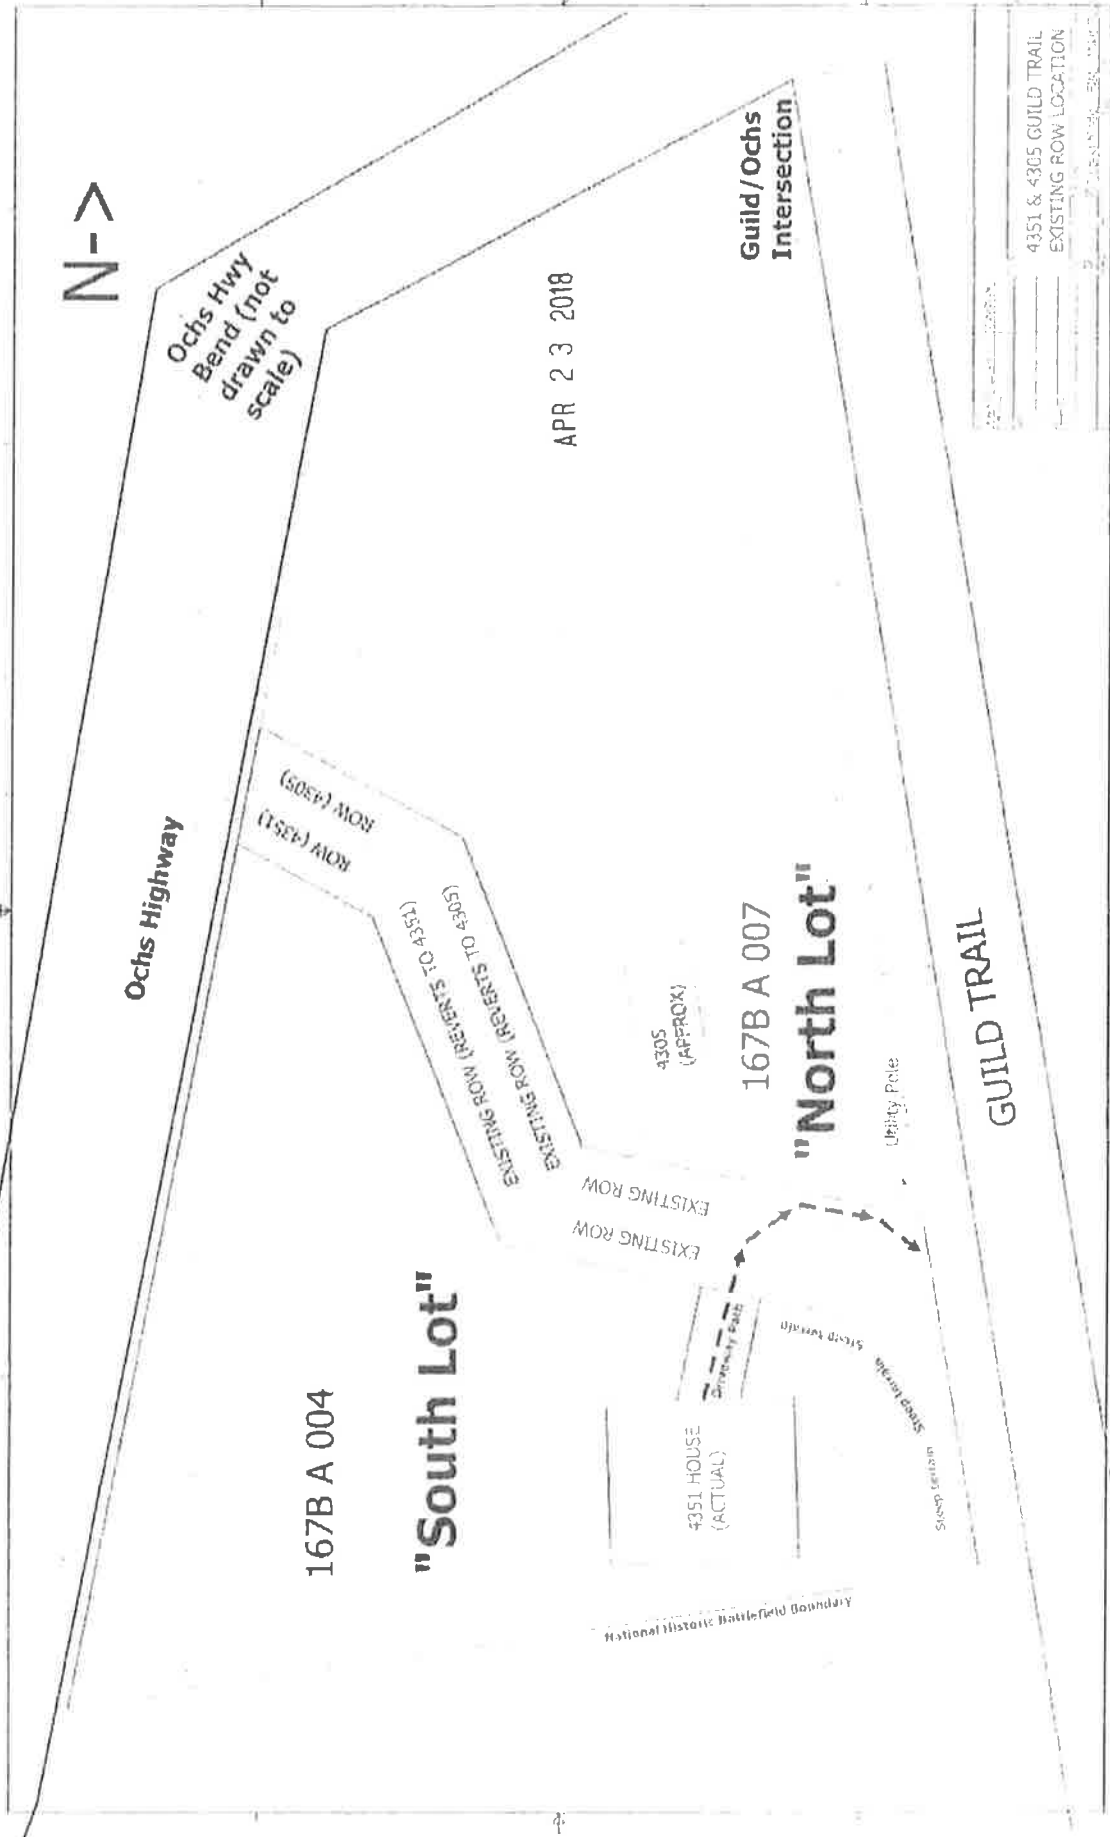 N->
Ochs Hwy
Bend (not
drawn to
scale)
Guild/Ochs
Intersection
APR 23 2018
Ochs Highway
ROW (4305)
ROW (4351)
EXISTING ROW (REVERTS TO 4351)
EXISTING ROW (REVERTS TO 4305)
EXISTING ROW
EXISTING ROW
167B A 004
"South Lot"
4305
(APPROX)
167B A 007
"North Lot"
Utility Pole
GUILD TRAIL
4351 HOUSE
(ACTUAL)
Driveway Path
Steep terrain
Steep terrain
Steep terrain
National Historic Battlefield Boundary
4351 & 4305 GUILD TRAIL
EXISTING ROW LOCATION